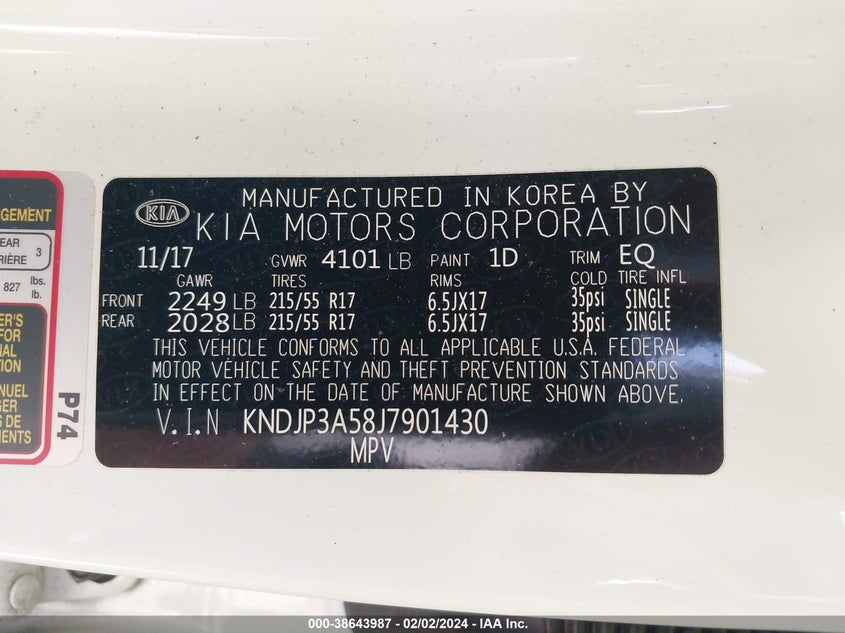 GEMENT
EAR
RIÈRE 3
827 lbs.
lb.
ER'S
FOR
NAL
TION
NUEL
GER
S DE
MENTS
P74
MANUFACTURED IN KOREA BY
KIA KIA MOTORS CORPORATION
11/17 GVWR 4101 LB PAINT 1D TRIM EQ
GAWR TIRES RIMS COLD TIRE INFL
FRONT 2249 LB 215/55 R17 6.5JX17 35psi SINGLE
REAR 2028 LB 215/55 R17 6.5JX17 35psi SINGLE
THIS VEHICLE CONFORMS TO ALL APPLICABLE U.S.A. FEDERAL
MOTOR VEHICLE SAFETY AND THEFT PREVENTION STANDARDS
IN EFFECT ON THE DATE OF MANUFACTURE SHOWN ABOVE.
V.I.N KNDJP3A58J7901430
MPV
000-38643987 - 02/02/2024 - IAA Inc.